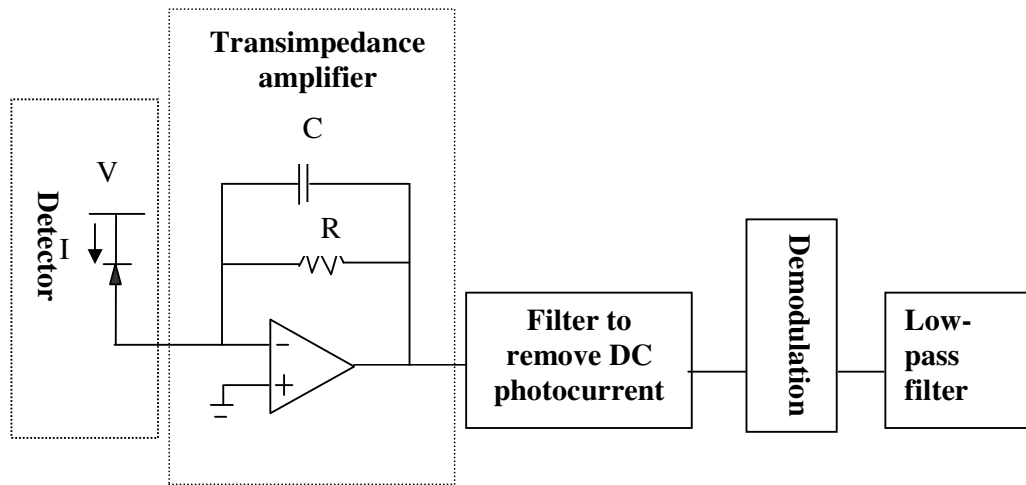 Transimpedance
amplifier
C
V
Detector
I
R
−
+
Filter to
remove DC
photocurrent
Demodulation
Low-
pass
filter